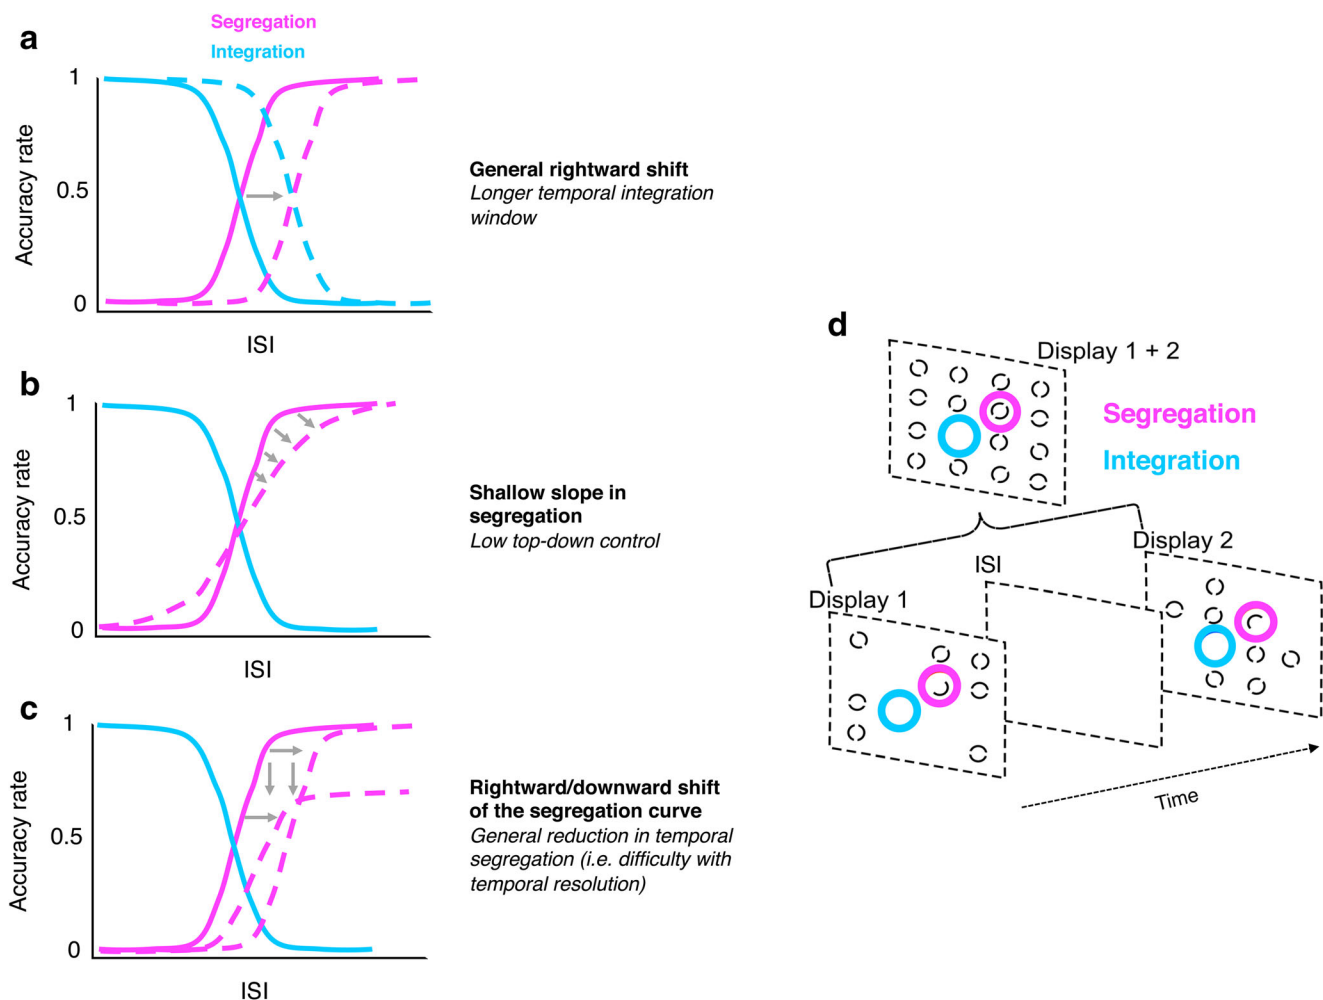 a
Segregation
Integration
1
0.5
0
Accuracy rate
ISI
General rightward shift
Longer temporal integration
window
b
1
0.5
0
Accuracy rate
ISI
Shallow slope in
segregation
Low top-down control
c
1
0.5
0
Accuracy rate
ISI
Rightward/downward shift
of the segregation curve
General reduction in temporal
segregation (i.e. difficulty with
temporal resolution)
d
Display 1 + 2
Segregation
Integration
Display 2
ISI
Display 1
Time